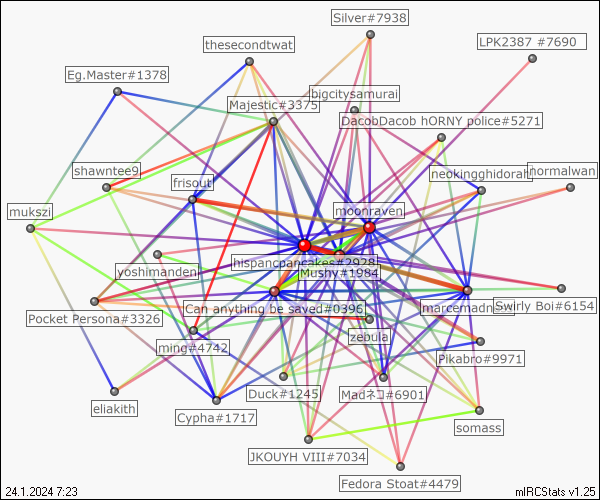 Silver#7938
LPK2387 #7690
thesecondtwat
Eg.Master#1378
bigcitysamurai
Majestic#3375
DacobDacob hORNY police#5271
shawntee9
frisout
neokingghidorah
normalwan
mukszi
moonraven
hispancpancakes#2928
yoshimanden
Mushy#1984
Can anything be saved#0396
marcemadness
Swirly Boi#6154
Pocket Persona#3326
ming#4742
zebula
Pikabro#9971
eliakith
Duck#1245
Madネコ#6901
Cypha#1717
somass
JKOUYH VIII#7034
Fedora Stoat#4479
24.1.2024 7:23
mIRCStats v1.25